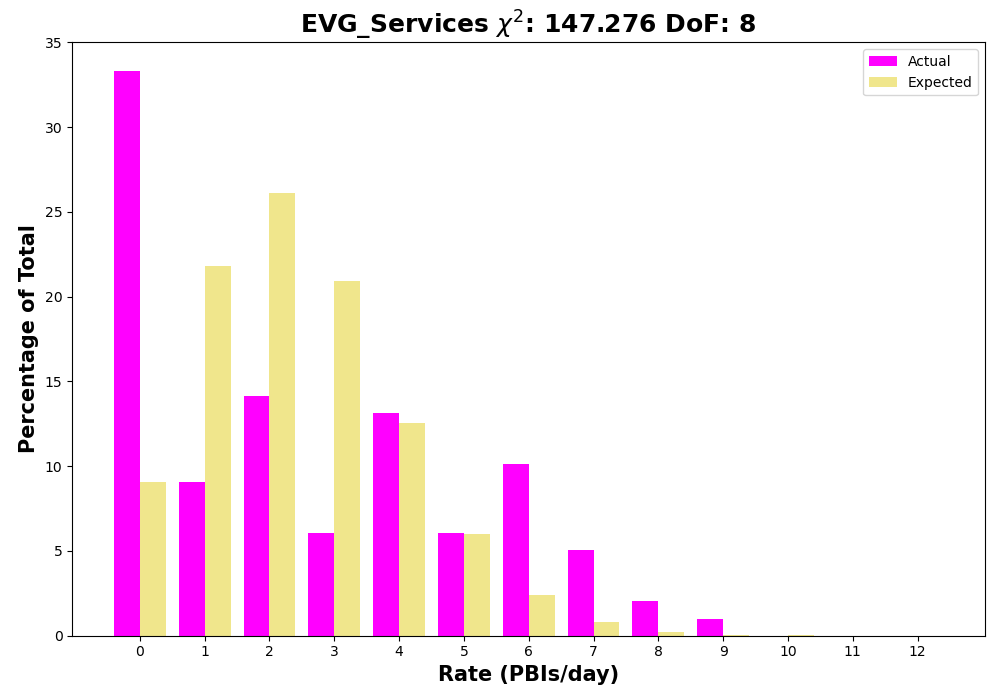 EVG_Services χ²: 147.276 DoF: 8
Actual
Expected
Percentage of Total
35
30
25
20
15
10
5
0
0 1 2 3 4 5 6 7 8 9 10 11 12
Rate (PBIs/day)